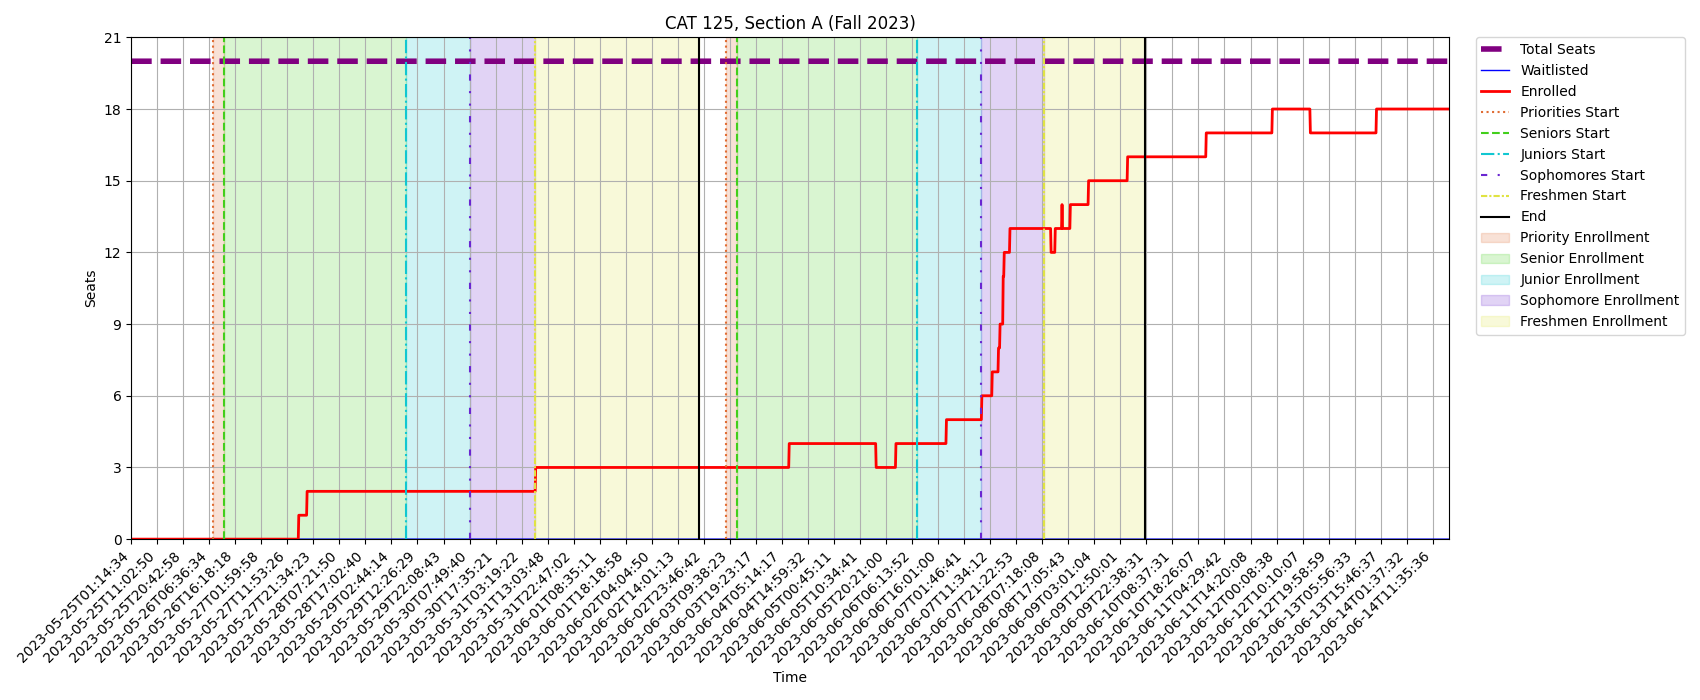 CAT 125, Section A (Fall 2023)
21
18
15
12
9
6
3
0
Seats
2023-05-25T01:14:34
2023-05-25T11:02:50
2023-05-25T20:42:58
2023-05-26T06:36:34
2023-05-26T16:18:18
2023-05-27T01:59:58
2023-05-27T11:53:26
2023-05-27T21:34:23
2023-05-28T07:21:50
2023-05-28T17:02:40
2023-05-29T02:44:14
2023-05-29T12:26:29
2023-05-29T22:08:43
2023-05-30T07:49:40
2023-05-30T17:35:21
2023-05-31T03:19:22
2023-05-31T13:03:48
2023-05-31T22:47:02
2023-06-01T08:35:11
2023-06-01T18:18:58
2023-06-02T04:04:50
2023-06-02T14:01:13
2023-06-02T23:46:42
2023-06-03T09:38:23
2023-06-03T19:23:17
2023-06-04T05:14:17
2023-06-04T14:59:32
2023-06-05T00:45:11
2023-06-05T10:34:41
2023-06-05T20:21:00
2023-06-06T06:13:52
2023-06-06T16:01:00
2023-06-07T01:46:41
2023-06-07T11:34:12
2023-06-07T21:22:53
2023-06-08T07:18:08
2023-06-08T17:05:43
2023-06-09T03:01:04
2023-06-09T12:50:01
2023-06-09T22:38:31
2023-06-10T08:37:31
2023-06-10T18:26:07
2023-06-11T04:29:42
2023-06-11T14:20:08
2023-06-12T00:08:38
2023-06-12T10:10:07
2023-06-12T19:58:59
2023-06-13T05:56:33
2023-06-13T15:46:37
2023-06-14T01:37:32
2023-06-14T11:35:36
Time
Total Seats
Waitlisted
Enrolled
Priorities Start
Seniors Start
Juniors Start
Sophomores Start
Freshmen Start
End
Priority Enrollment
Senior Enrollment
Junior Enrollment
Sophomore Enrollment
Freshmen Enrollment